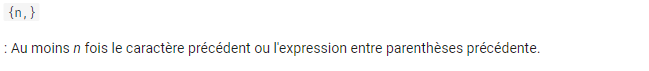 {n,}
: Au moins n fois le caractère précédent ou l'expression entre parenthèses précédente.